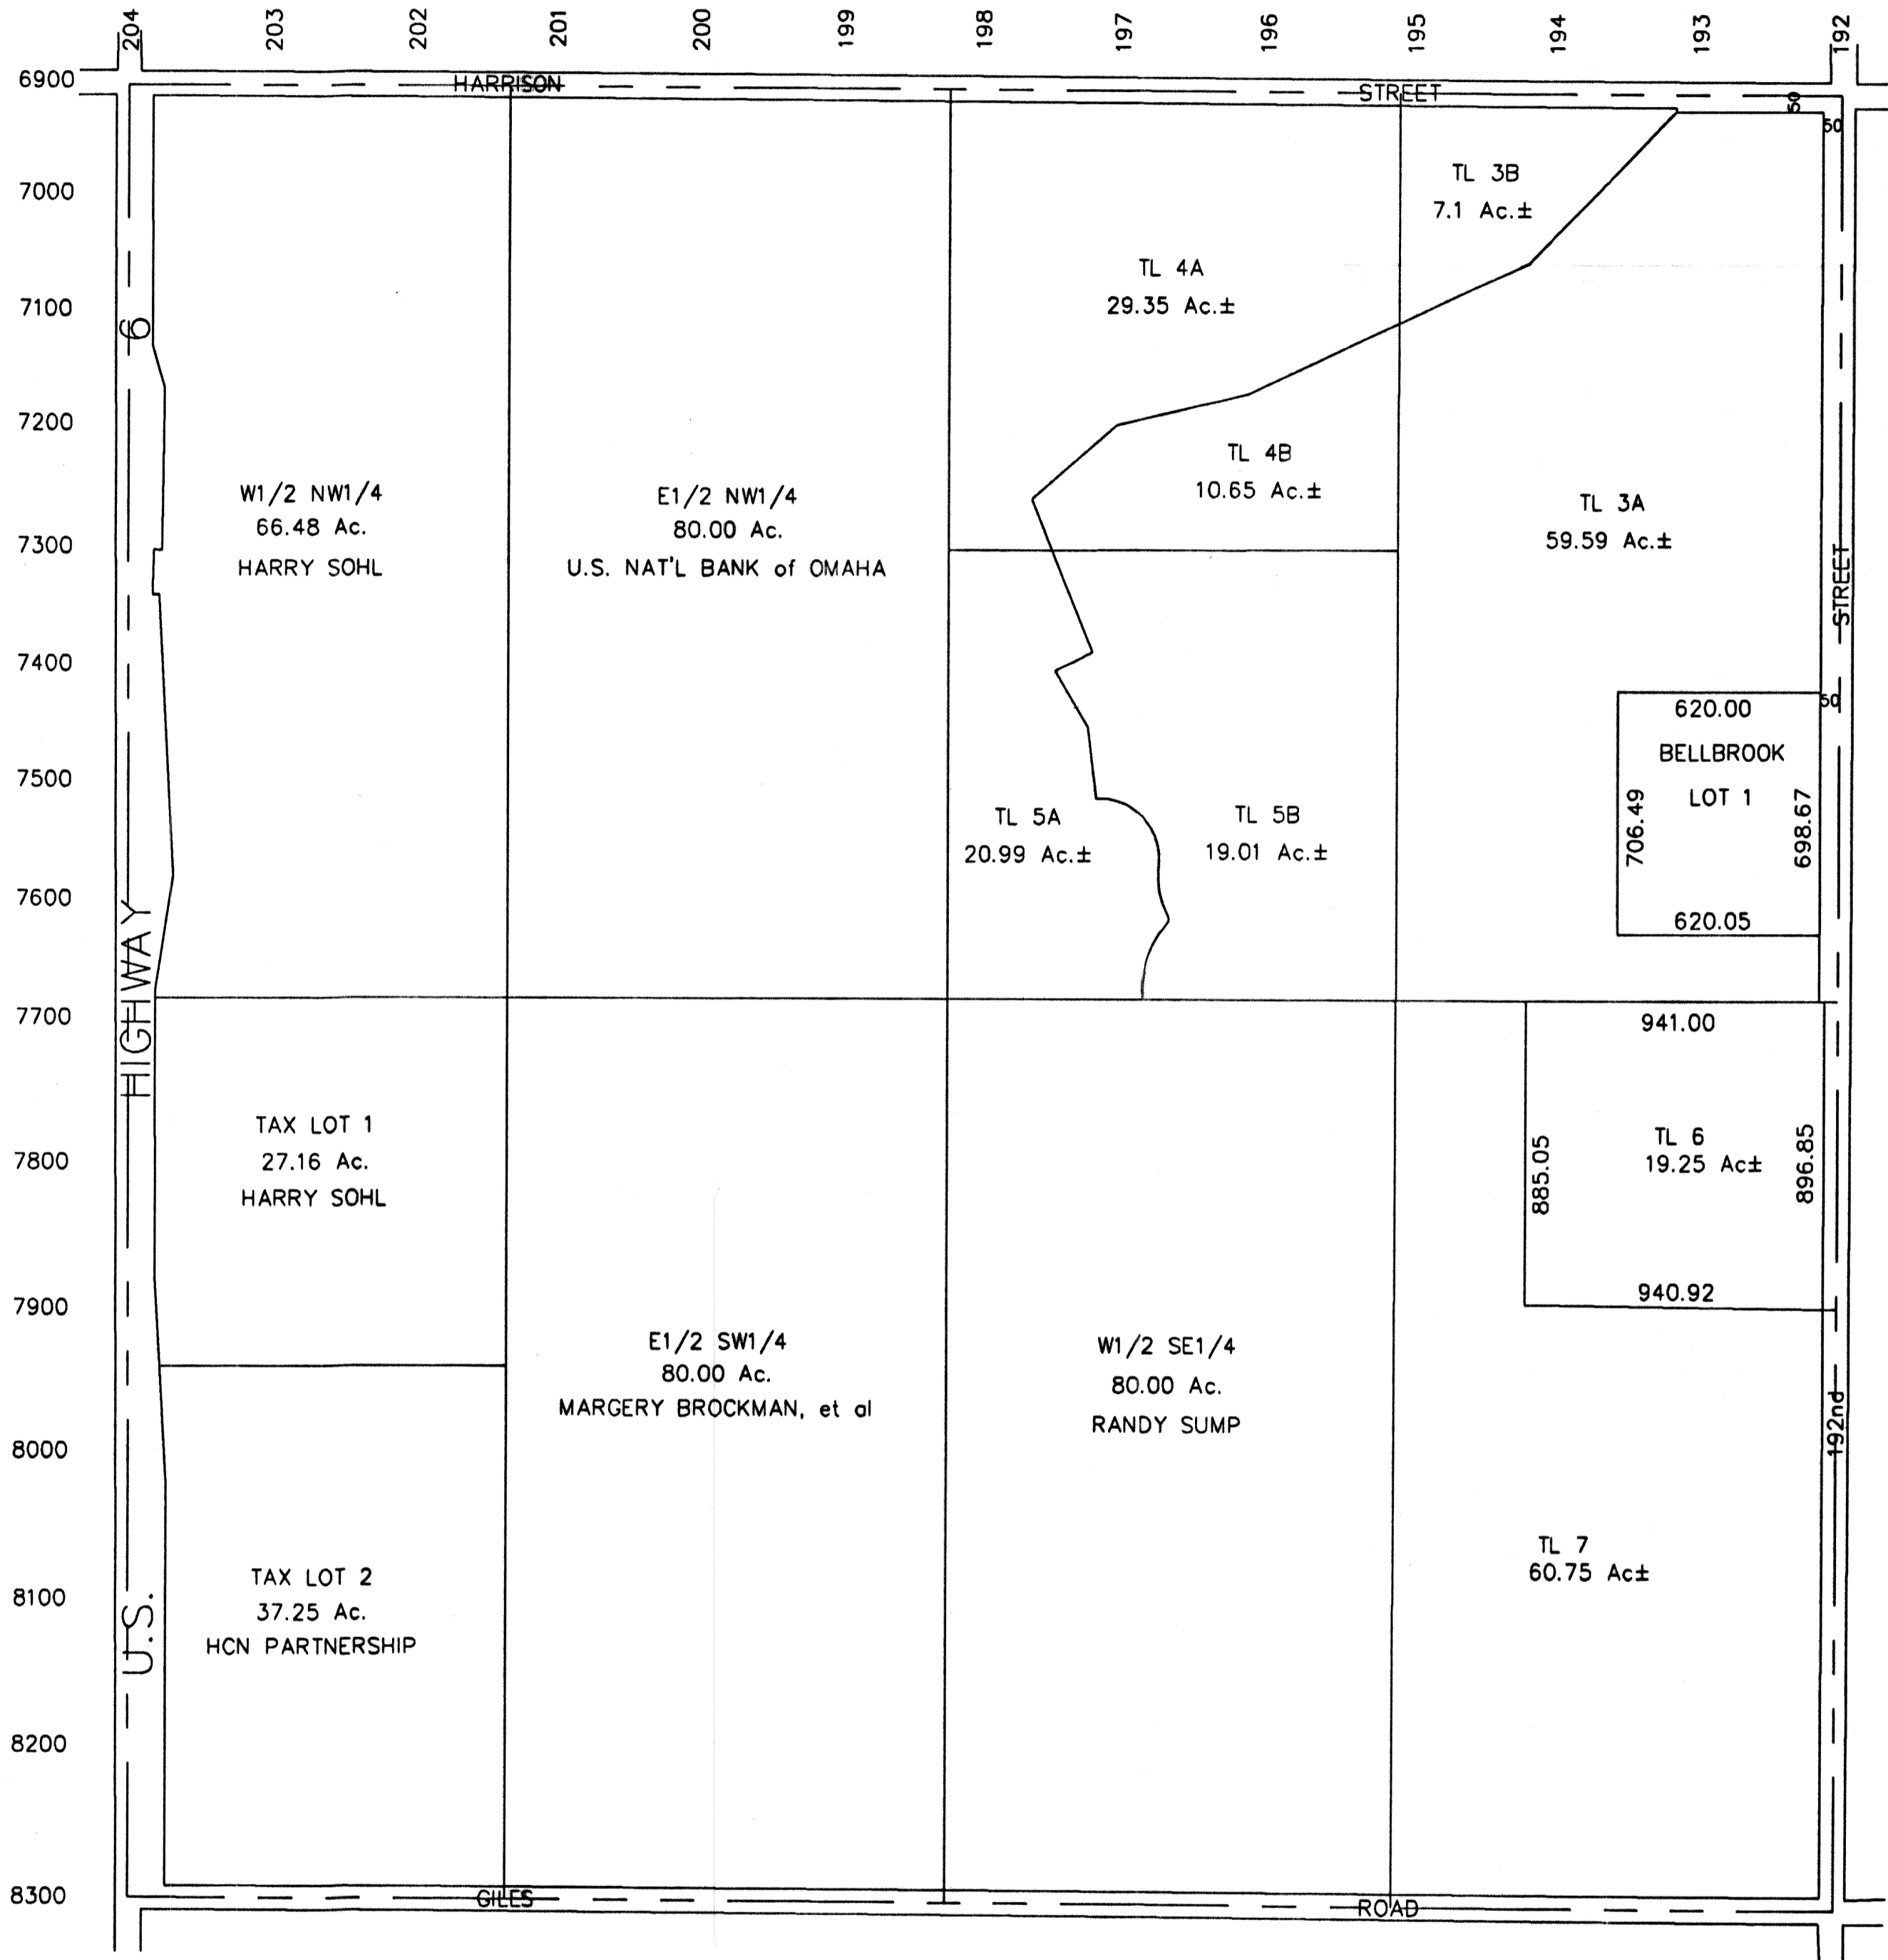 204
203
202
201
200
199
198
197
196
195
194
193
192
6900
7000
7100
7200
7300
7400
7500
7600
7700
7800
7900
8000
8100
8200
8300
HARRISON STREET
50
50
TL 3B
7.1 Ac.±
TL 4A
29.35 Ac.±
TL 4B
10.65 Ac.±
W1/2 NW1/4
66.48 Ac.
HARRY SOHL
E1/2 NW1/4
80.00 Ac.
U.S. NAT'L BANK of OMAHA
TL 3A
59.59 Ac.±
50
620.00
BELLBROOK
LOT 1
706.49
698.67
620.05
TL 5A
20.99 Ac.±
TL 5B
19.01 Ac.±
941.00
TL 6
19.25 Ac±
885.05
896.85
940.92
TAX LOT 1
27.16 Ac.
HARRY SOHL
E1/2 SW1/4
80.00 Ac.
MARGERY BROCKMAN, et al
W1/2 SE1/4
80.00 Ac.
RANDY SUMP
TL 7
60.75 Ac±
TAX LOT 2
37.25 Ac.
HCN PARTNERSHIP
U.S. HIGHWAY 6
192nd STREET
GILES ROAD